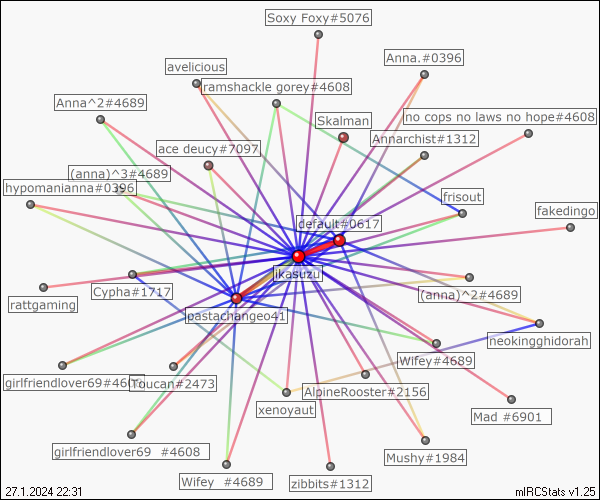 Soxy Foxy#5076
Anna.#0396
avelicious
ramshackle gorey#4608
Anna^2#4689
no cops no laws no hope#4608
Skalman
Annarchist#1312
ace deucy#7097
(anna)^3#4689
hypomanianna#0396
frisout
fakedingo
default#0617
ikasuzu
Cypha#1717
rattgaming
(anna)^2#4689
pastachangeo41
neokingghidorah
Wifey#4689
girlfriendlover69#4608
Toucan#2473
AlpineRooster#2156
xenoyaut
Mad #6901
girlfriendlover69 #4608
Mushy#1984
Wifey #4689
zibbits#1312
27.1.2024 22:31
mIRCStats v1.25